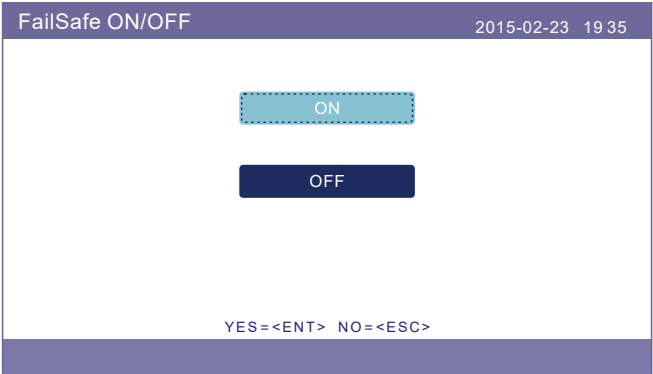 FailSafe ON/OFF 2015-02-23 19 35
ON
OFF
YES=<ENT> NO=<ESC>